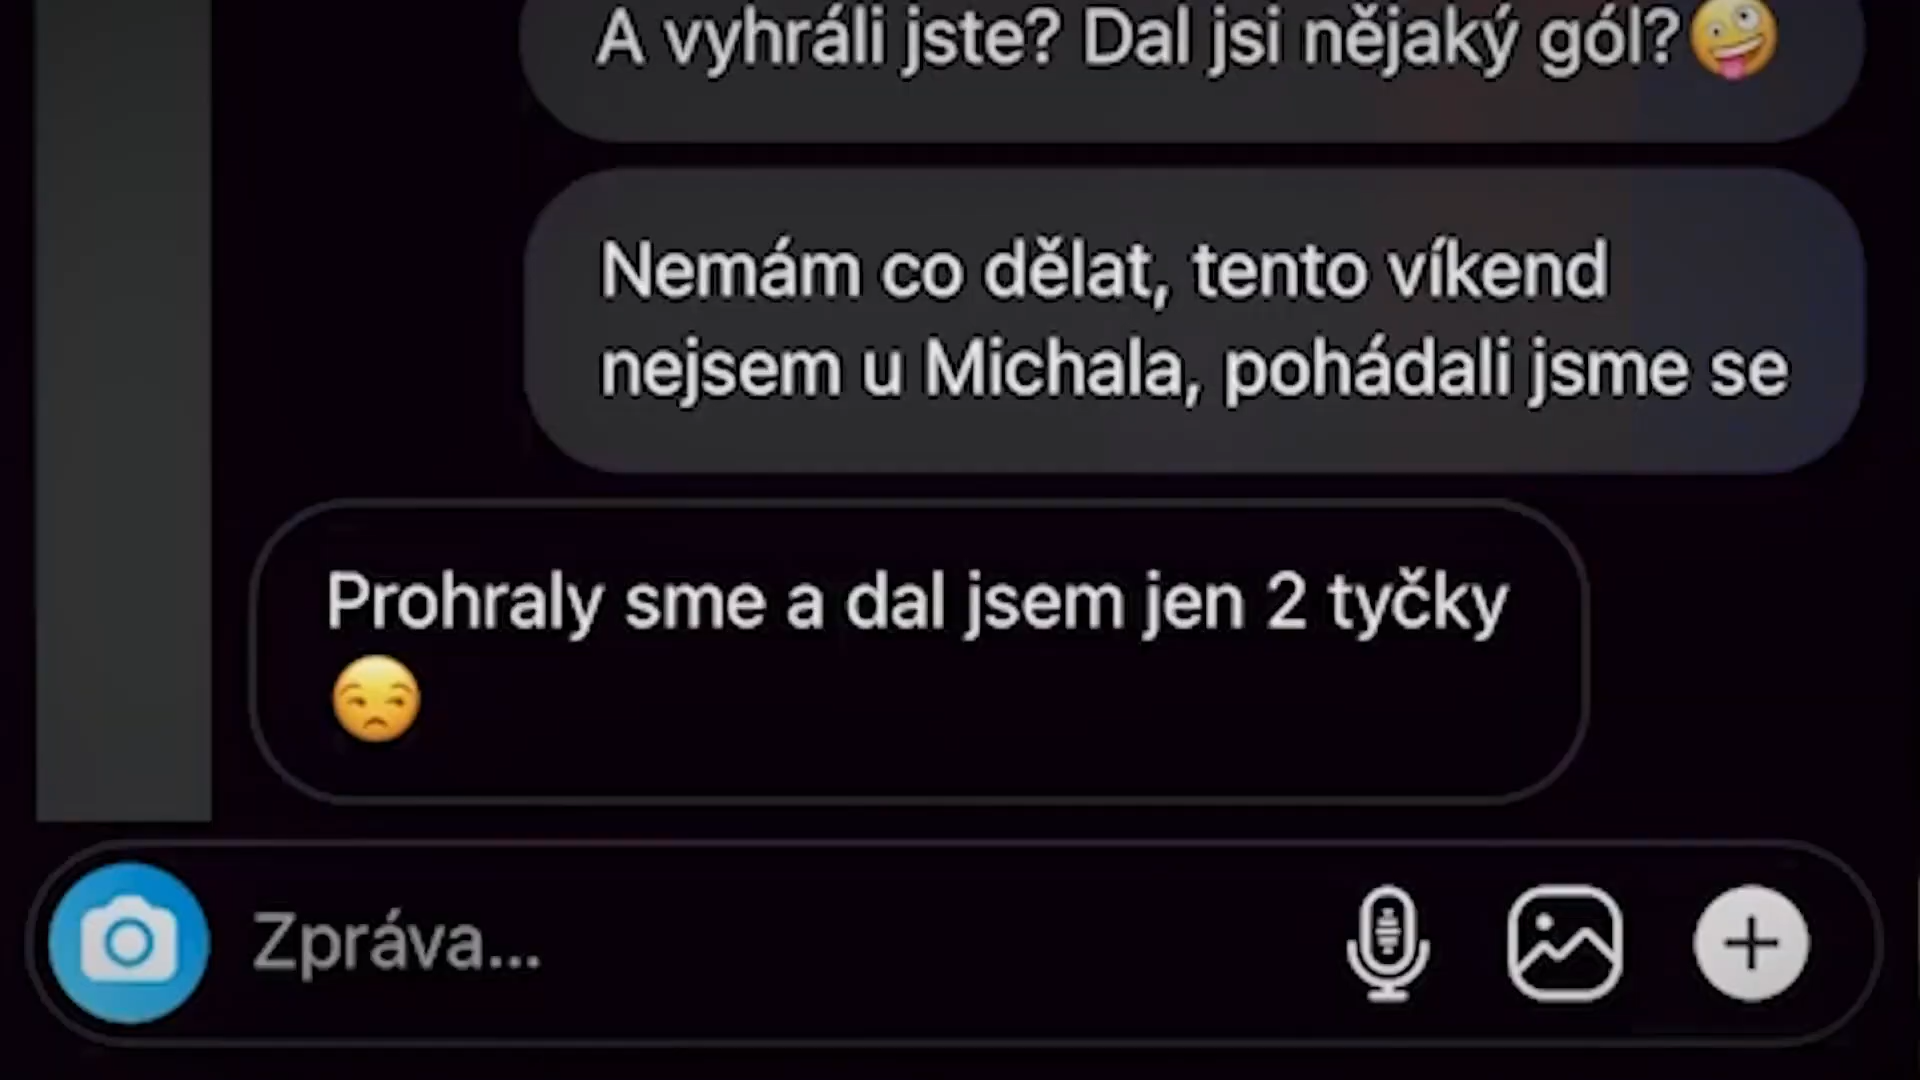 A vyhráli jste? Dal jsi nějaký gól?🤪
Nemám co dělat, tento víkend
nejsem u Michala, pohádali jsme se
Prohraly sme a dal jsem jen 2 tyčky
😒
Zpráva...